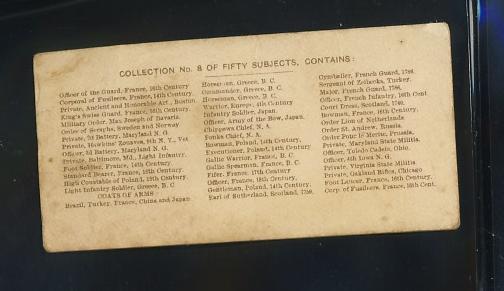 COLLECTION No. 8 OF FIFTY SUBJECTS, CONTAINS:
Officer of the Guard, France, 16th Century
Corporal of Fusileers, France, 14th Century.
Private, Ancient and Honorable Art., Boston
King's Swiss Guard, France, 16th Century.
Military Order, Max Joseph of Bavaria.
Order of Seraphs, Sweden and Norway
Private, 5th Battery, Maryland N. G.
Private, Hawkins' Zouaves, 9th N. Y., Vet
Officer, 5d Battery, Maryland N. G.
Private, Baltimore, Md., Light Infantry.
Foot Soldier, France, 14th Century.
Standard Bearer, France, 16th Century
High Constable of Poland, 19th Century.
Light Infantry Soldier, Greece, B. C
COATS OF ARMS:
Brazil, Turkey, France, China and Japan
Horseman, Greece, B. C.
Commander, Greece, B. C.
Horseman, Greece, B. C.
Warrior, Europe, 4th Century
Infantry Soldier, Japan.
Officer, Army of the Bow, Japan.
Chippewa Chief, N. A.
Ponka Chief, N. A.
Bowman, Poland, 14th Century,
Executioner, Poland, 14th Century
Gallic Warrior, France, B. C.
Gallic Spearman, France, B. C.
Fifer, France, 17th Century
Officer, France, 18th Century,
Gentleman, Poland, 14th Century,
Earl of Sutherland, Scotland, 1759.
Cymballer, French Guard, 1786.
Sergeant of Zeibecks, Turkey.
Major, French Guard, 1786.
Officer, French Infantry, 16th Cent
Court Dress, Scotland, 1740.
Bowman, France, 16th Century,
Order Lion of Netherlands
Order St. Andrew, Russia.
Order Pour le Merite, Prussia,
Private, Maryland State Militia
Officer, Toledo Cadets, Ohio.
Officer, 4th Iowa N. G.
Private, Virginia State Militia
Private, Oakland Rifles, Chicago
Foot Lancer, France, 16th Century.
Corp. of Fusileers, France, 18th Cent.